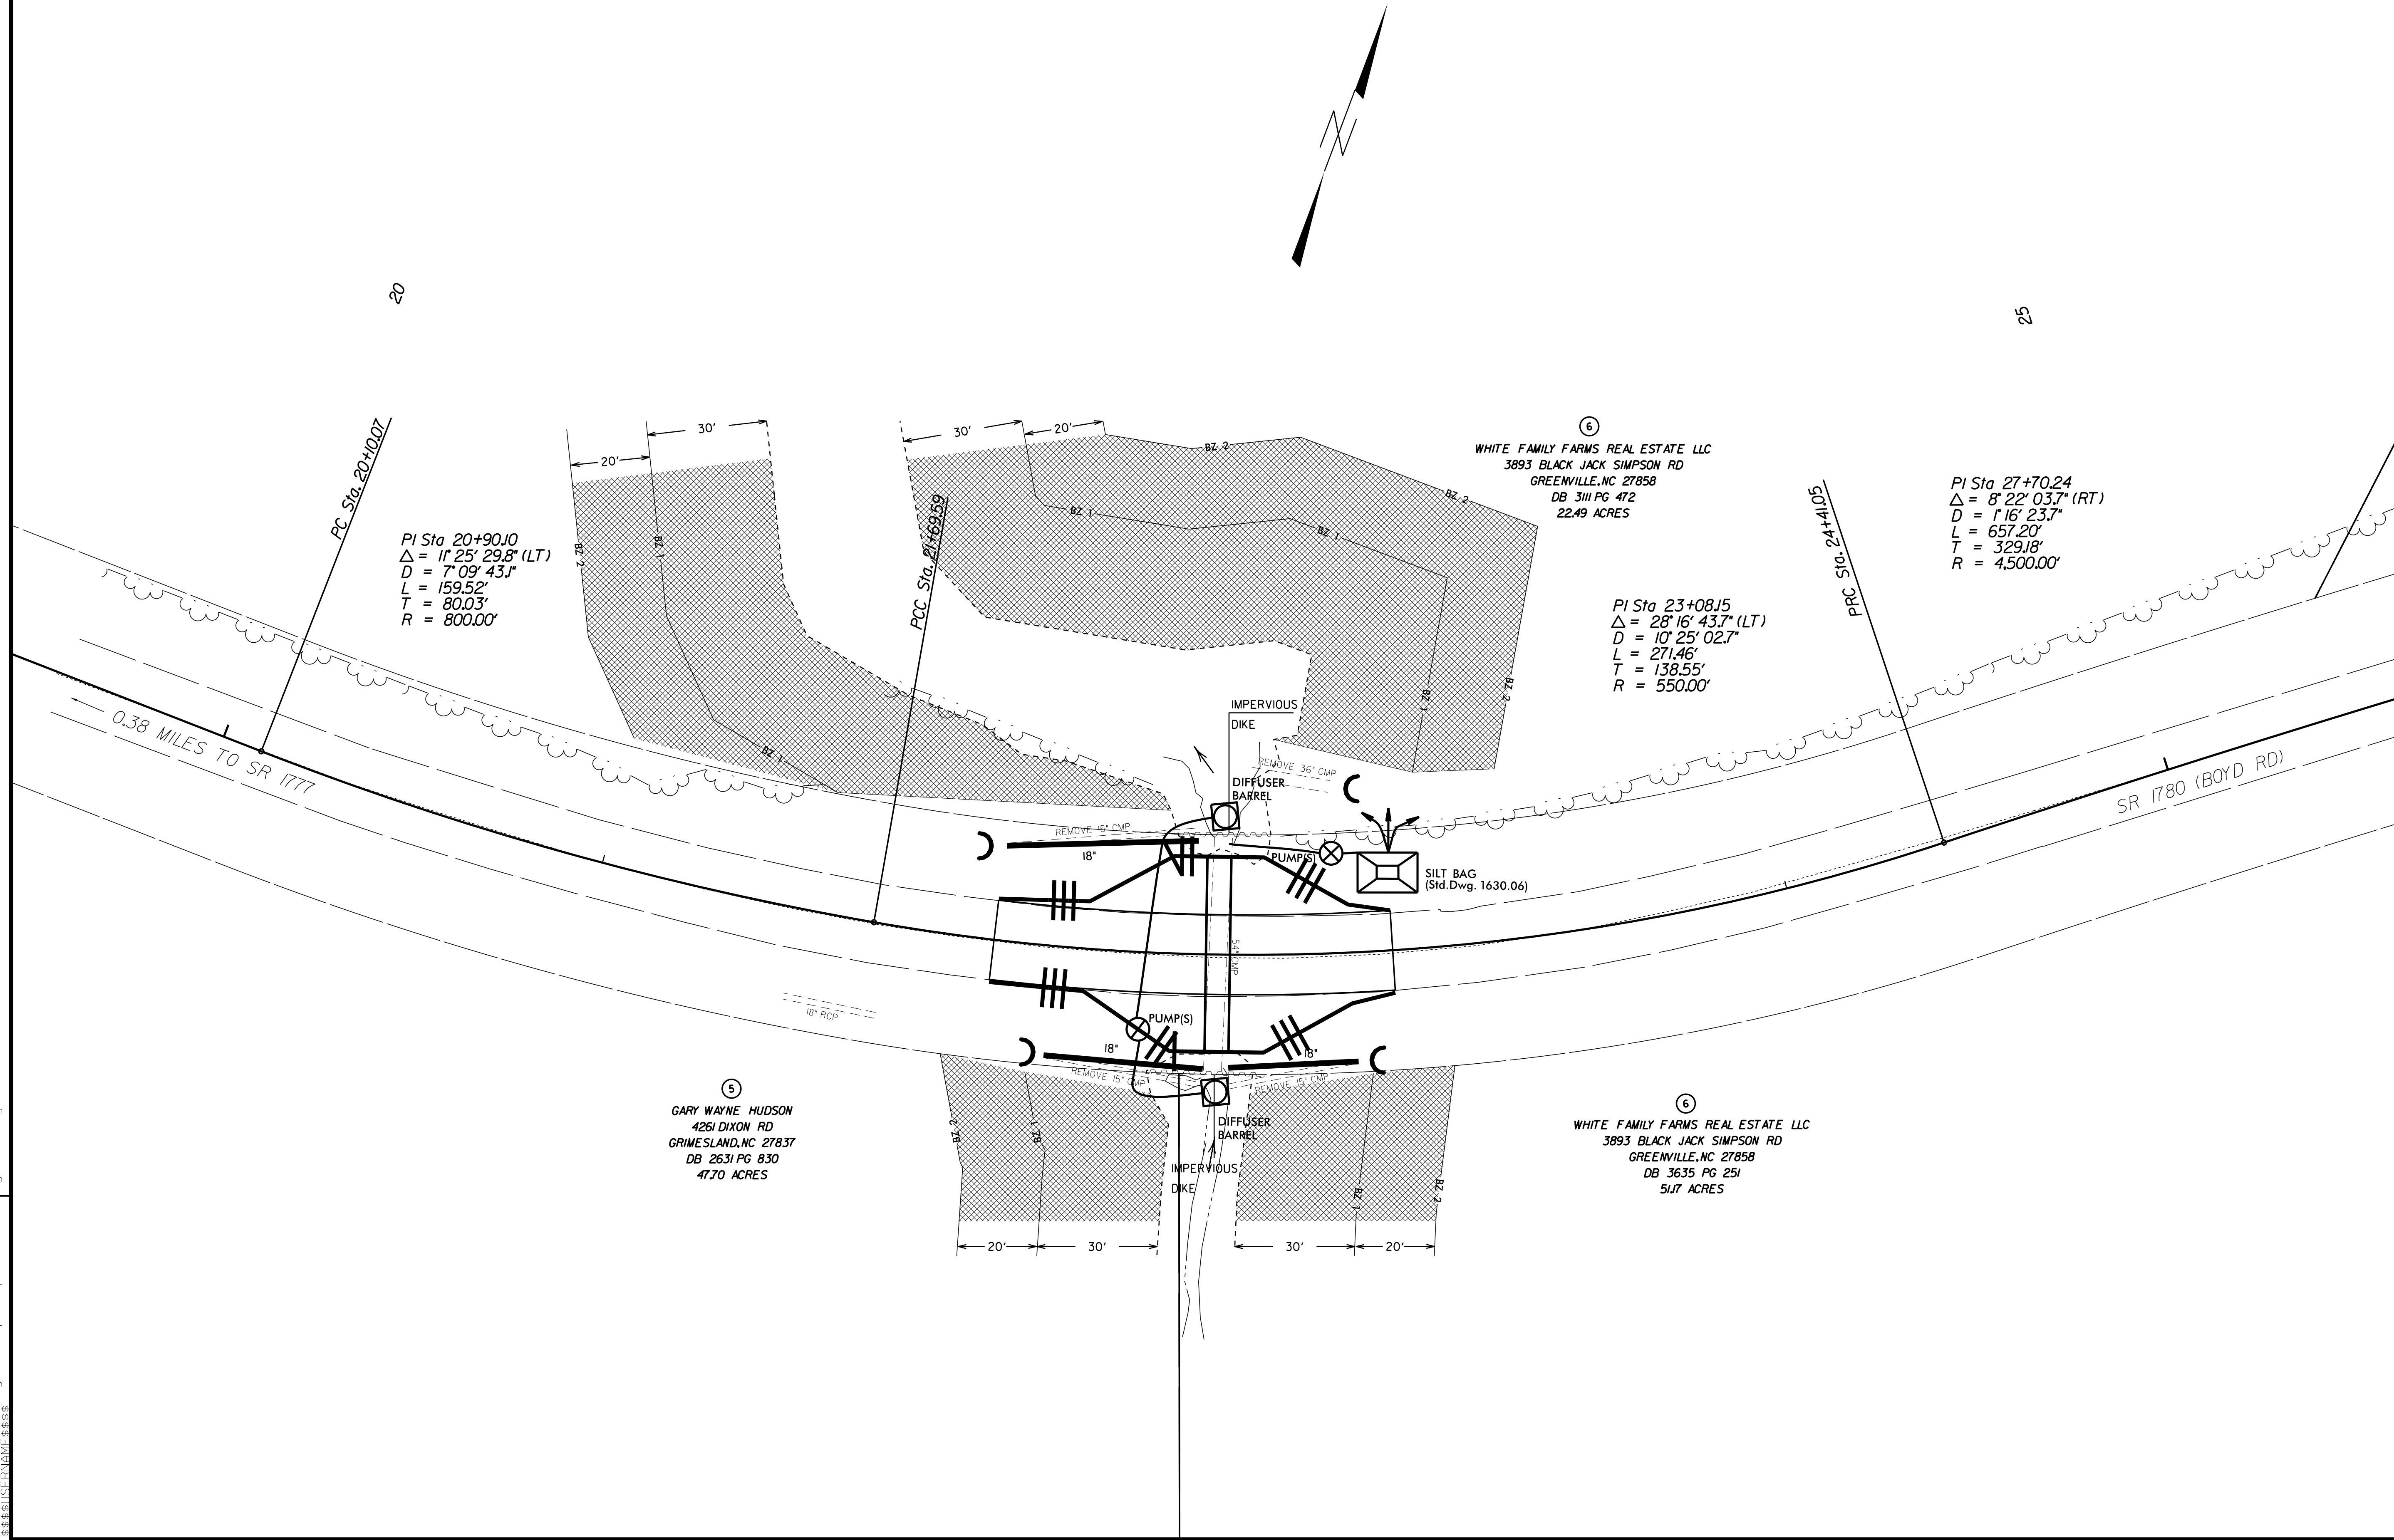 N
20
25
PC Sta. 20+10.07
PCC Sta. 21+69.59
PRC Sta. 24+41.05
PI Sta 20+90.10
Δ = 11° 25' 29.8" (LT)
D = 7° 09' 43.1"
L = 159.52'
T = 80.03'
R = 800.00'
20'
30'
30'
20'
BZ 2
BZ 1
BZ 1
BZ 2
BZ 1
BZ 2
BZ 1
BZ 1
BZ 2
6
WHITE FAMILY FARMS REAL ESTATE LLC
3893 BLACK JACK SIMPSON RD
GREENVILLE, NC 27858
DB 3111 PG 472
22.49 ACRES
PI Sta 27+70.24
Δ = 8° 22' 03.7" (RT)
D = 1° 16' 23.7"
L = 657.20'
T = 329.18'
R = 4,500.00'
PI Sta 23+08.15
Δ = 28° 16' 43.7" (LT)
D = 10° 25' 02.7"
L = 271.46'
T = 138.55'
R = 550.00'
0.38 MILES TO SR 1777
SR 1780 (BOYD RD)
IMPERVIOUS
DIKE
REMOVE 36" CMP
DIFFUSER
BARREL
REMOVE 15" CMP
18"
PUMP(S)
SILT BAG
(Std.Dwg. 1630.06)
54" CMP
18" RCP
PUMP(S)
18"
18"
REMOVE 15" CMP
REMOVE 15" CMP
DIFFUSER
BARREL
IMPERVIOUS
DIKE
BZ 2
BZ 1
BZ 1
BZ 2
20'
30'
30'
20'
5
GARY WAYNE HUDSON
4261 DIXON RD
GRIMESLAND, NC 27837
DB 2631 PG 830
47.70 ACRES
6
WHITE FAMILY FARMS REAL ESTATE LLC
3893 BLACK JACK SIMPSON RD
GREENVILLE, NC 27858
DB 3635 PG 251
51.17 ACRES
$$$$USERNAME$$$$